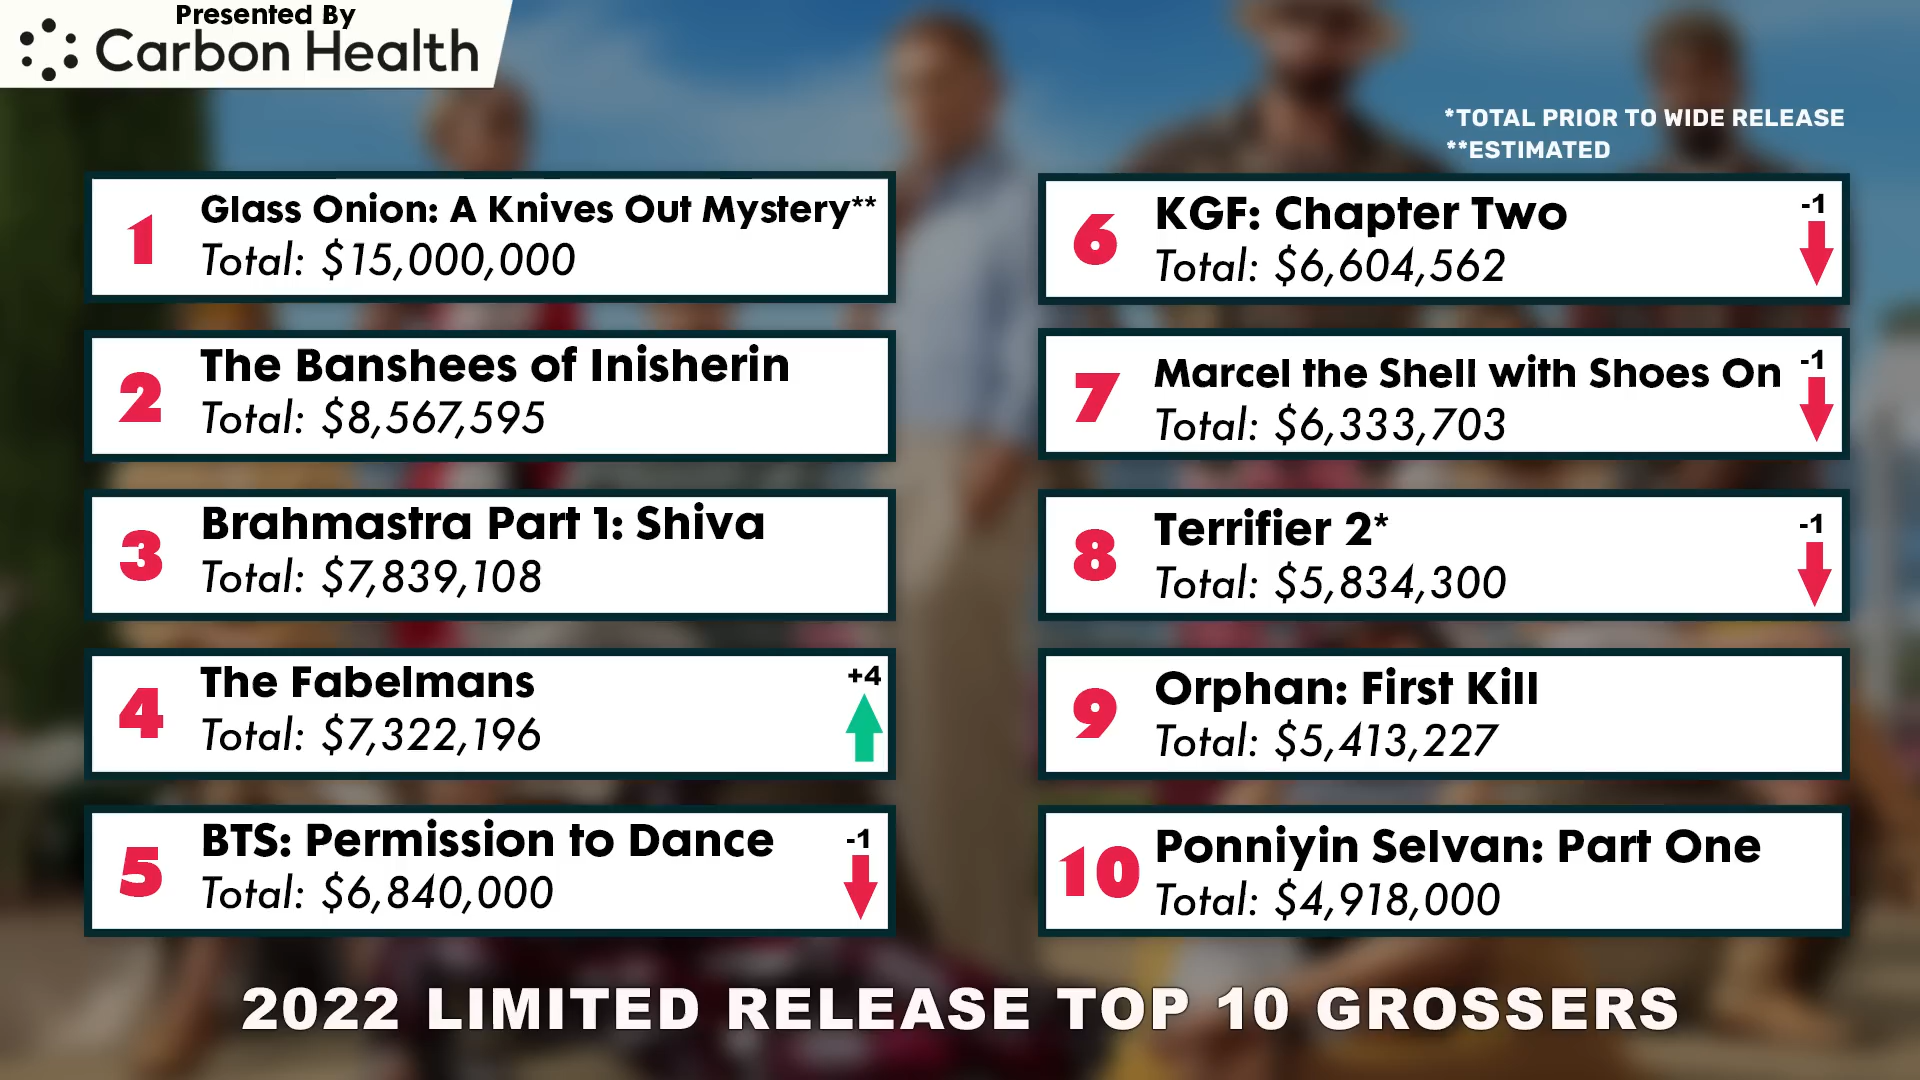 Presented By
Carbon Health
*TOTAL PRIOR TO WIDE RELEASE
**ESTIMATED
1
Glass Onion: A Knives Out Mystery**
Total: $15,000,000
2
The Banshees of Inisherin
Total: $8,567,595
3
Brahmastra Part 1: Shiva
Total: $7,839,108
4
The Fabelmans
Total: $7,322,196
+4
5
BTS: Permission to Dance
Total: $6,840,000
-1
6
KGF: Chapter Two
Total: $6,604,562
-1
7
Marcel the Shell with Shoes On
Total: $6,333,703
-1
8
Terrifier 2*
Total: $5,834,300
-1
9
Orphan: First Kill
Total: $5,413,227
10
Ponniyin Selvan: Part One
Total: $4,918,000
2022 LIMITED RELEASE TOP 10 GROSSERS